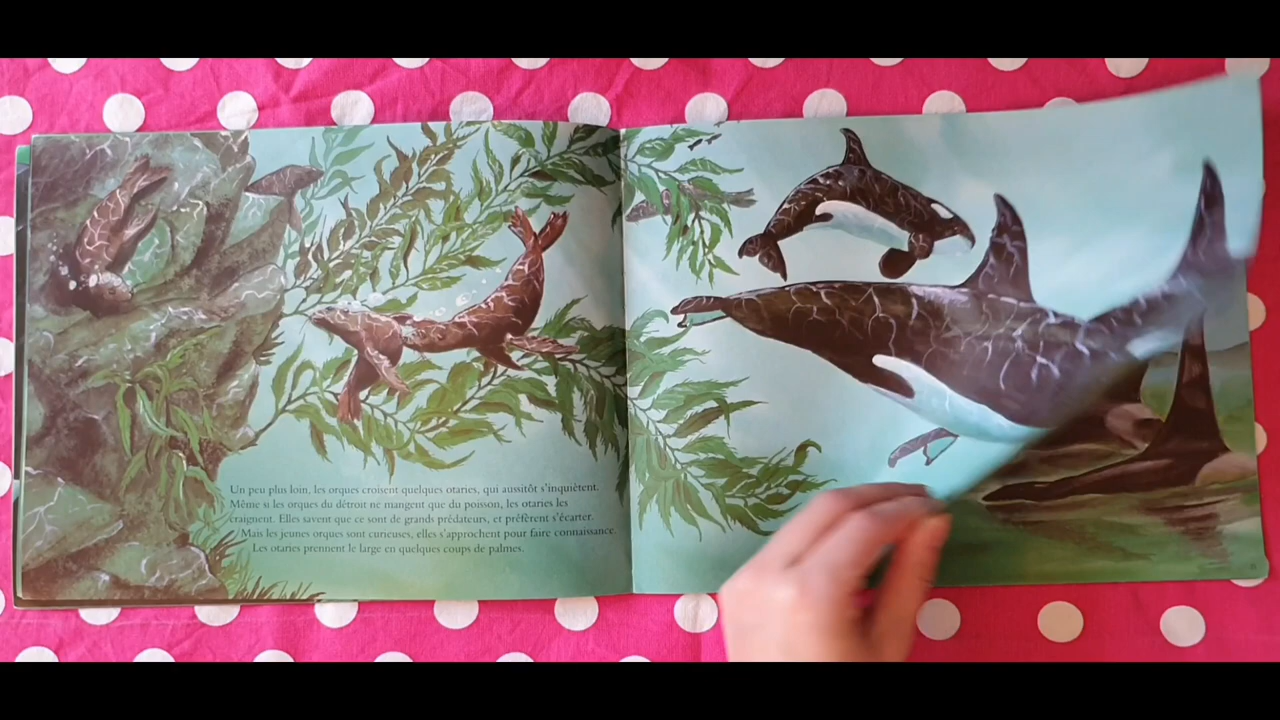 Un peu plus loin, les orques croisent quelques otaries, qui aussitôt s'inquiètent.
Même si les orques du détroit ne mangent que du poisson, les otaries les
craignent. Elles savent que ce sont de grands prédateurs, et préfèrent s'écarter.
Mais les jeunes orques sont curieuses, elles s'approchent pour faire connaissance.
Les otaries prennent le large en quelques coups de palmes.